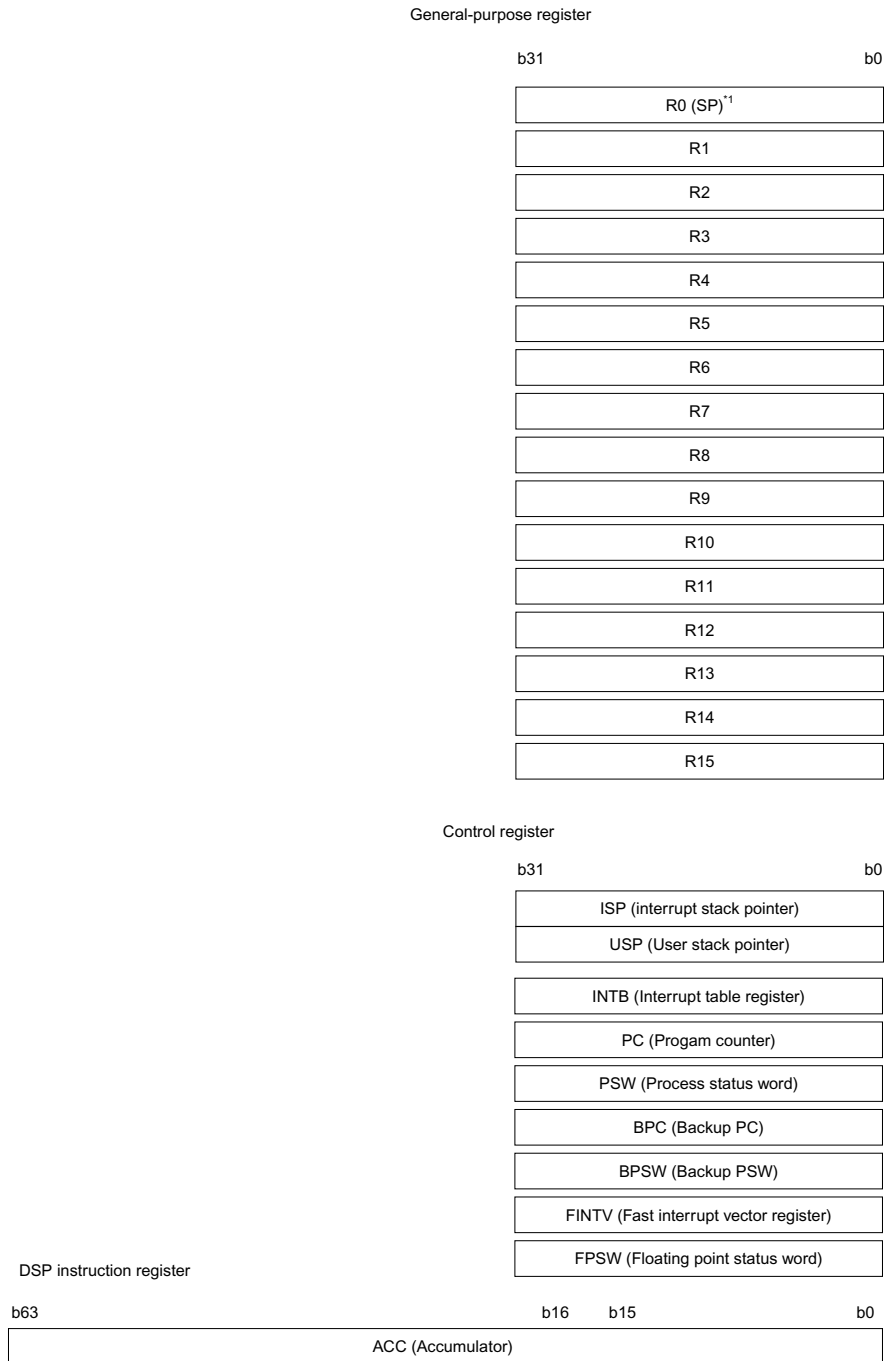 General-purpose register
b31 b0
R0 (SP)*1
R1
R2
R3
R4
R5
R6
R7
R8
R9
R10
R11
R12
R13
R14
R15
Control register
b31 b0
ISP (interrupt stack pointer)
USP (User stack pointer)
INTB (Interrupt table register)
PC (Progam counter)
PSW (Process status word)
BPC (Backup PC)
BPSW (Backup PSW)
FINTV (Fast interrupt vector register)
FPSW (Floating point status word)
DSP instruction register
b63 b16 b15 b0
ACC (Accumulator)